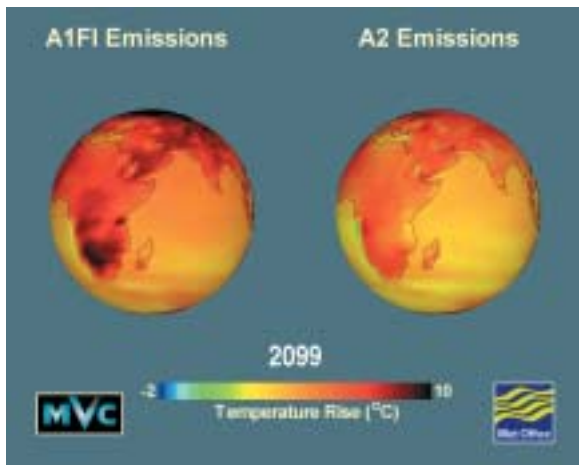 A1FI Emissions
A2 Emissions
2099
-2 10
Temperature Rise (°C)
MVC
Met Office